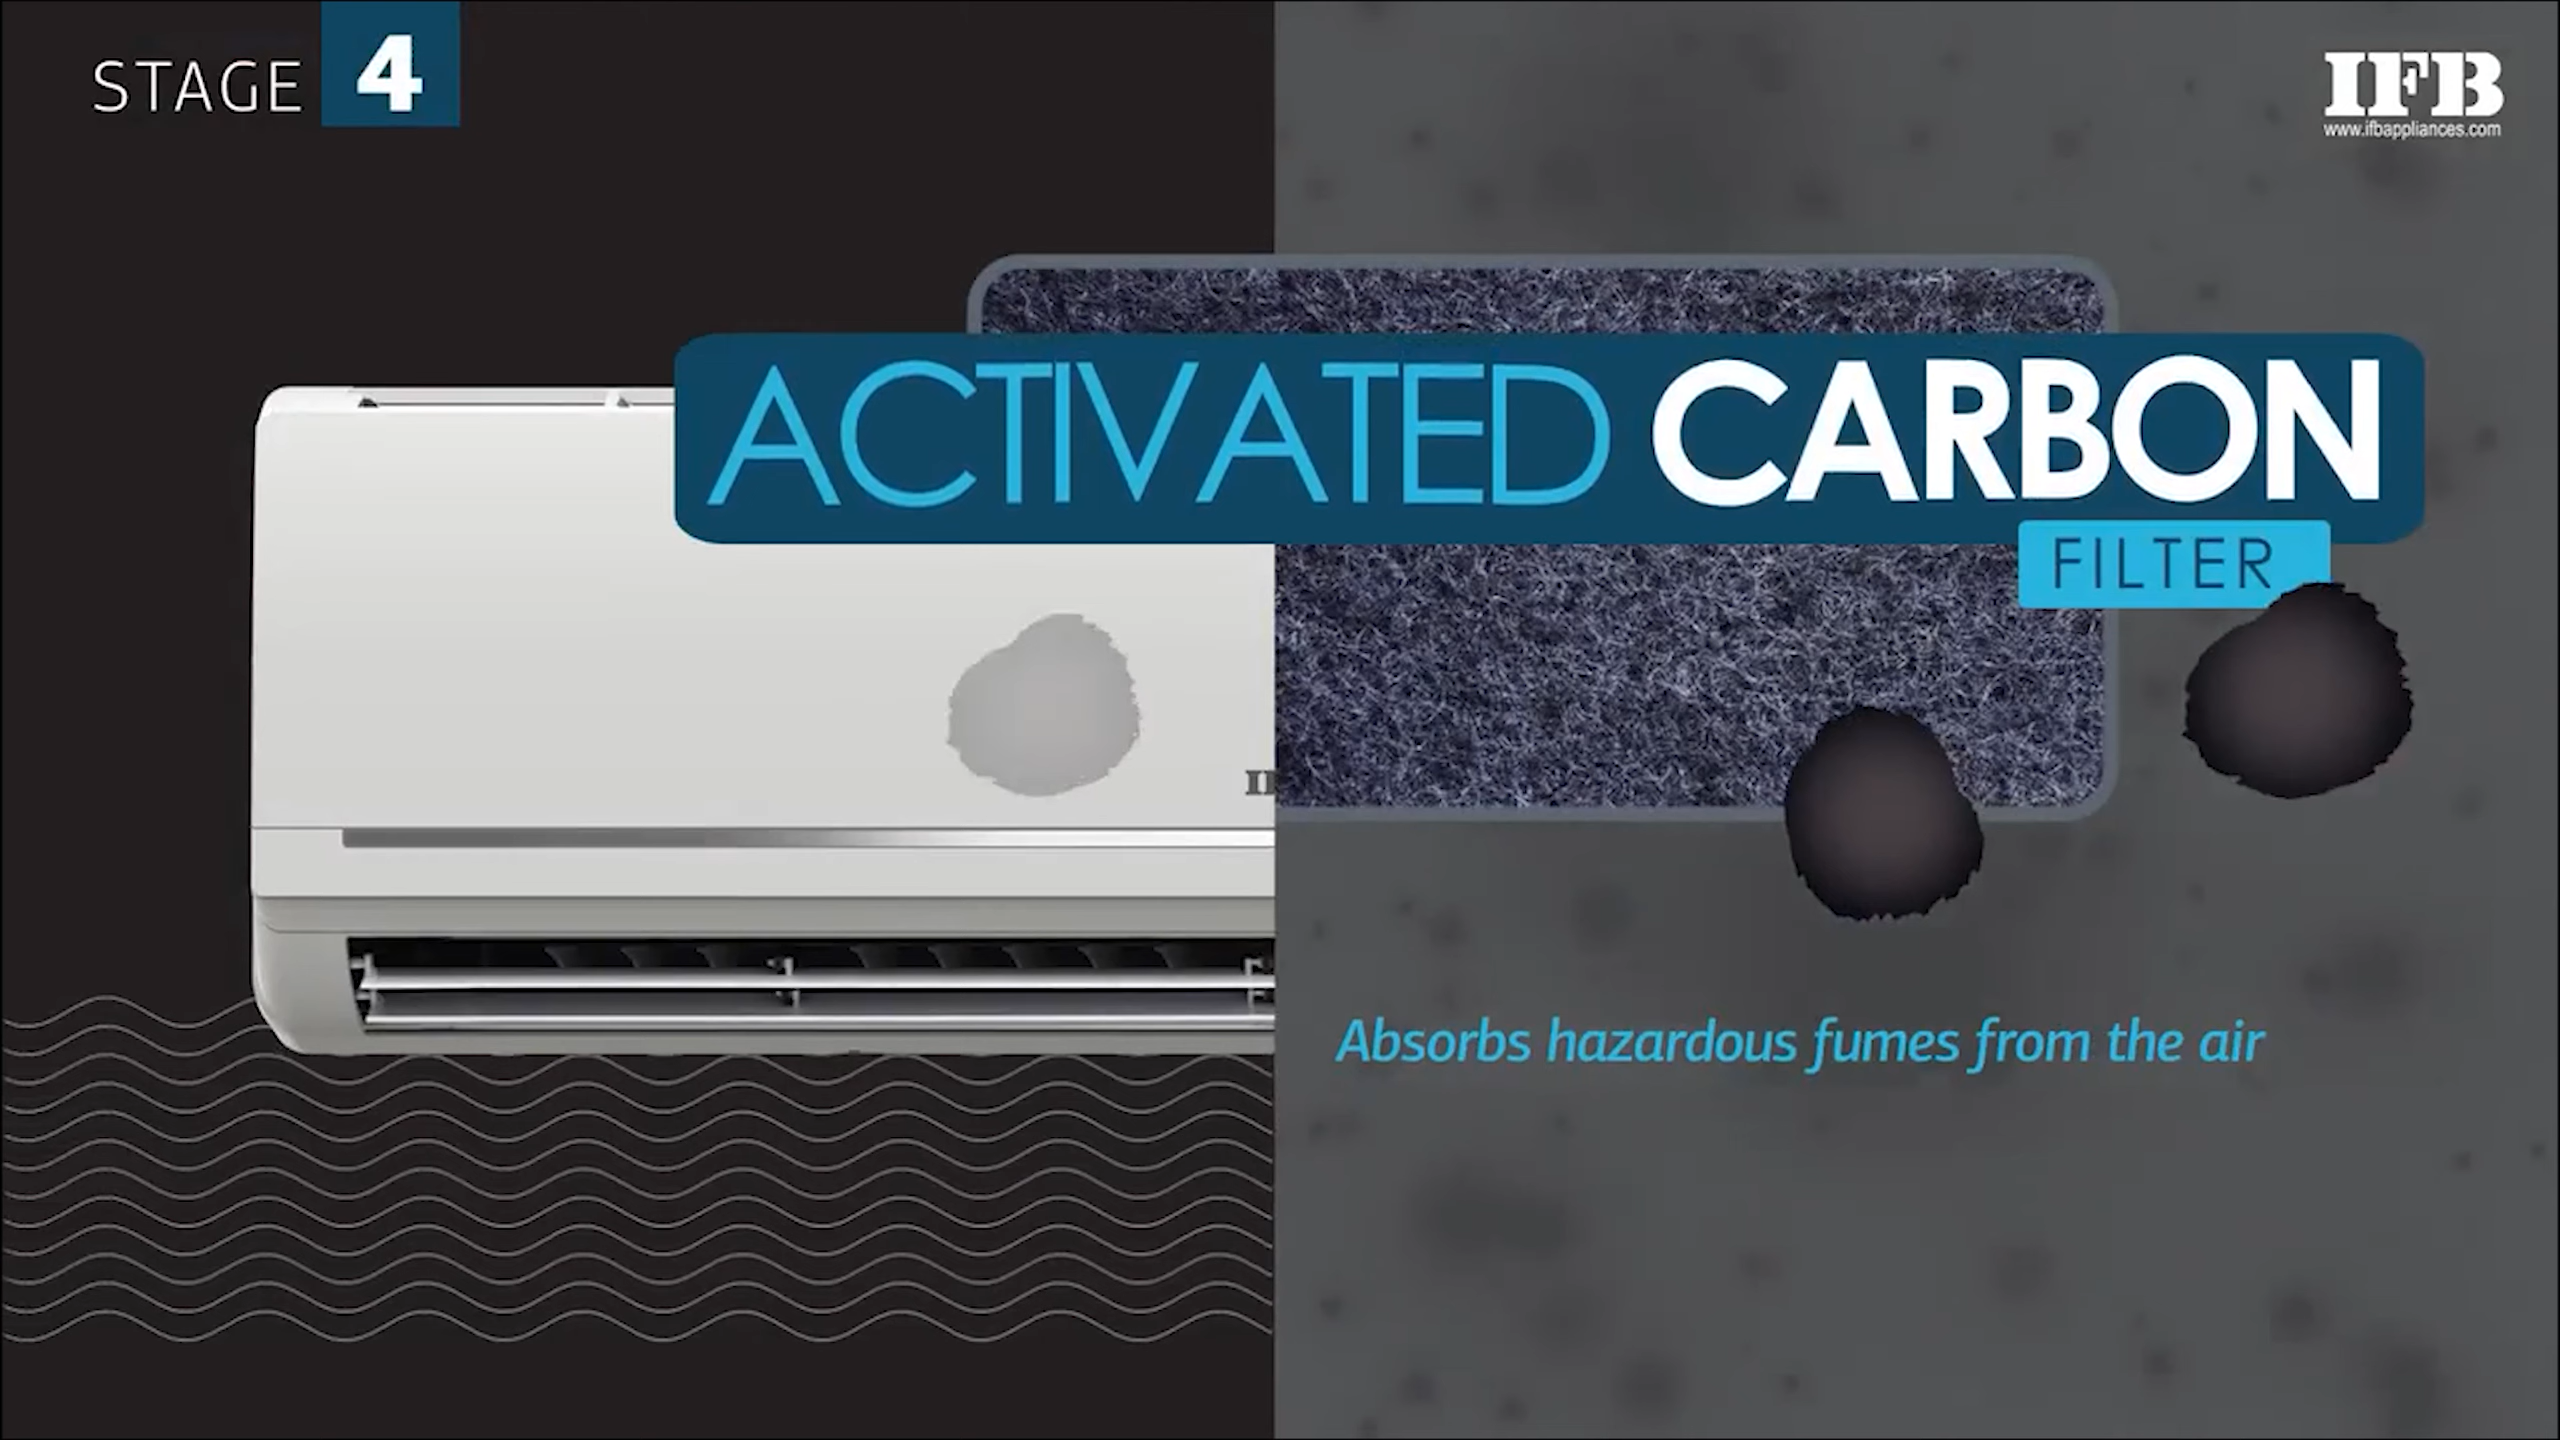 STAGE 4
IFB
www.ifbappliances.com
ACTIVATED CARBON
FILTER
Absorbs hazardous fumes from the air